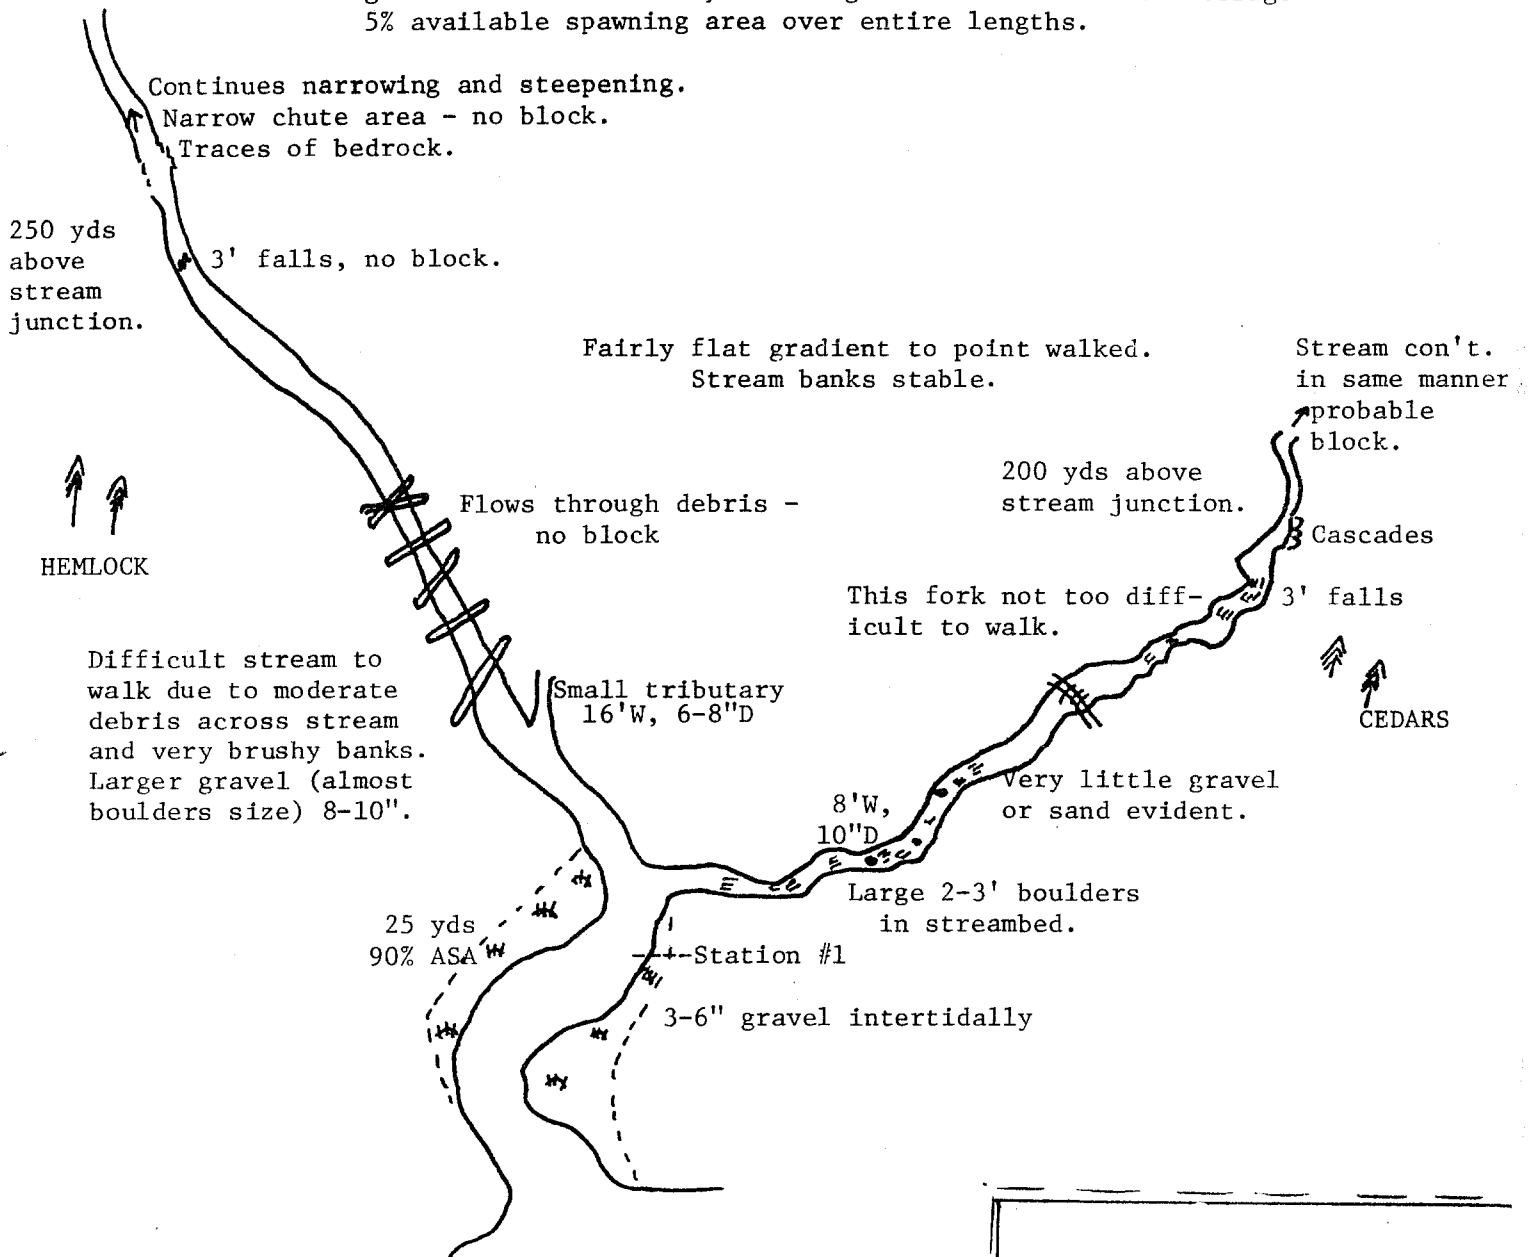 5% available spawning area over entire lengths.
Continues narrowing and steepening.
Narrow chute area - no block.
Traces of bedrock.
250 yds
above
stream
junction.
3' falls, no block.
Fairly flat gradient to point walked.
Stream banks stable.
Stream con't.
in same manner
probable
block.
200 yds above
stream junction.
Cascades
Flows through debris -
no block
HEMLOCK
This fork not too diff-
icult to walk.
3' falls
CEDARS
Difficult stream to
walk due to moderate
debris across stream
and very brushy banks.
Larger gravel (almost
boulders size) 8-10".
Small tributary
16'W, 6-8"D
Very little gravel
or sand evident.
8'W,
10"D
Large 2-3' boulders
in streambed.
25 yds
90% ASA
Station #1
3-6" gravel intertidally